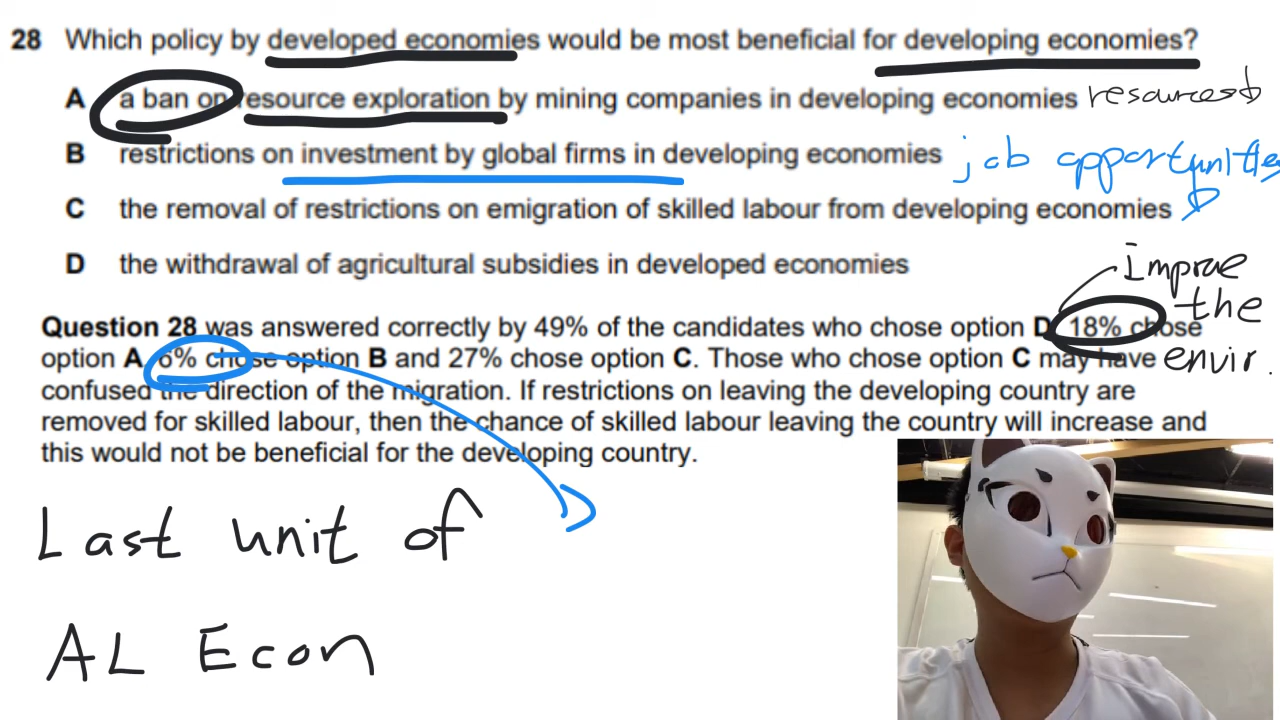 28 Which policy by developed economies would be most beneficial for developing economies?
A a ban on resource exploration by mining companies in developing economies resources↓
B restrictions on investment by global firms in developing economies job opportunities ↓
C the removal of restrictions on emigration of skilled labour from developing economies
D the withdrawal of agricultural subsidies in developed economies
Improve
the
envir.
Question 28 was answered correctly by 49% of the candidates who chose option D. 18% chose
option A, 6% chose option B and 27% chose option C. Those who chose option C may have
confused the direction of the migration. If restrictions on leaving the developing country are
removed for skilled labour, then the chance of skilled labour leaving the country will increase and
this would not be beneficial for the developing country.
Last unit of
AL Econ